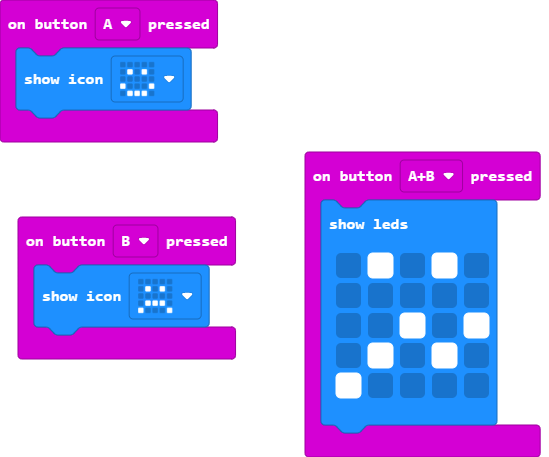 on button A pressed
show icon
on button B pressed
show icon
on button A+B pressed
show leds